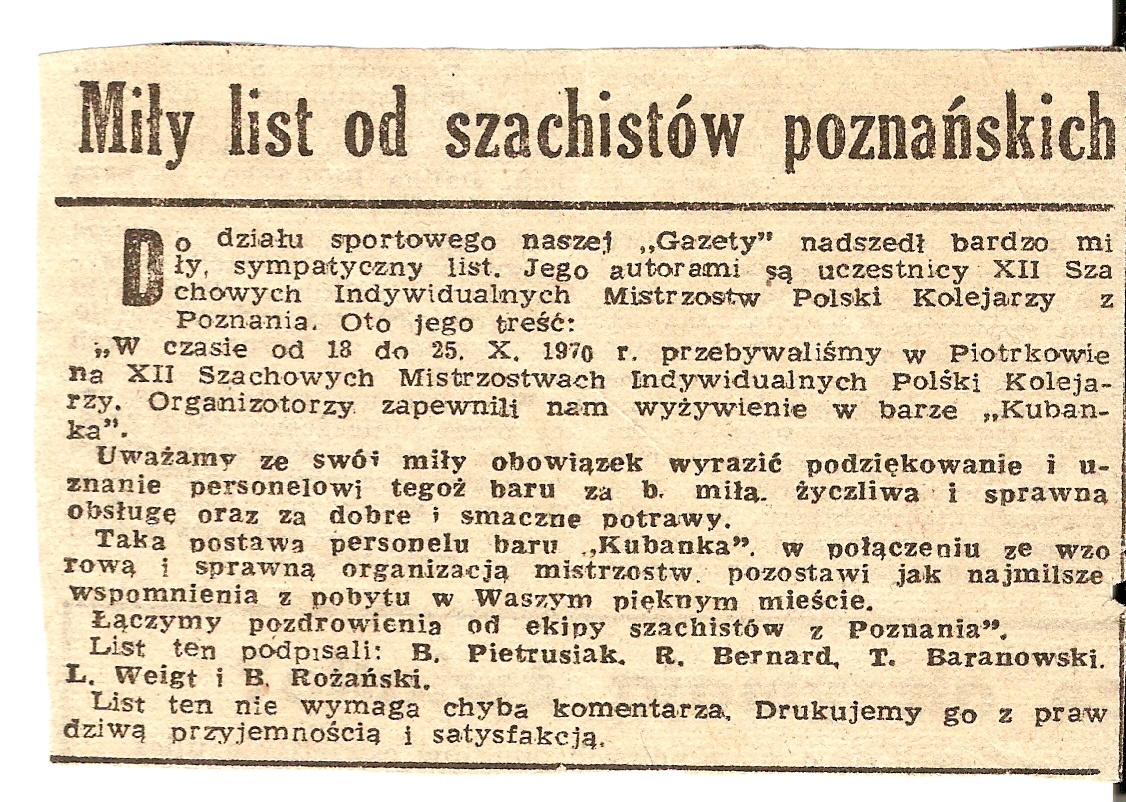 Miły list od szachistów poznańskich
Do działu sportowego naszej „Gazety” nadszedł bardzo mi
ły, sympatyczny list. Jego autorami są uczestnicy XII Sza
chowych Indywidualnych Mistrzostw Polski Kolejarzy z
Poznania. Oto jego treść:
„W czasie od 18 do 25. X. 1970 r. przebywaliśmy w Piotrkowie
na XII Szachowych Mistrzostwach Indywidualnych Polski Koleja-
rzy. Organizotorzy zapewnili nam wyżywienie w barze „Kuban-
ka”.
Uważamy ze swój miły obowiązek wyrazić podziękowanie i u-
znanie personelowi tegoż baru za b. miłą. życzliwa i sprawną
obsługę oraz za dobre i smaczne potrawy.
Taka postawa personelu baru „Kubanka”. w połączeniu ze wzo
rową i sprawną organizacją mistrzostw. pozostawi jak najmilsze
wspomnienia z pobytu w Waszym pięknym mieście.
Łączymy pozdrowienia od ekipy szachistów z Poznania”.
List ten podpisali: B. Pietrusiak. R. Bernard, T. Baranowski.
L. Weigt i B. Rożański.
List ten nie wymaga chyba komentarza. Drukujemy go z praw
dziwą przyjemnością i satysfakcją.